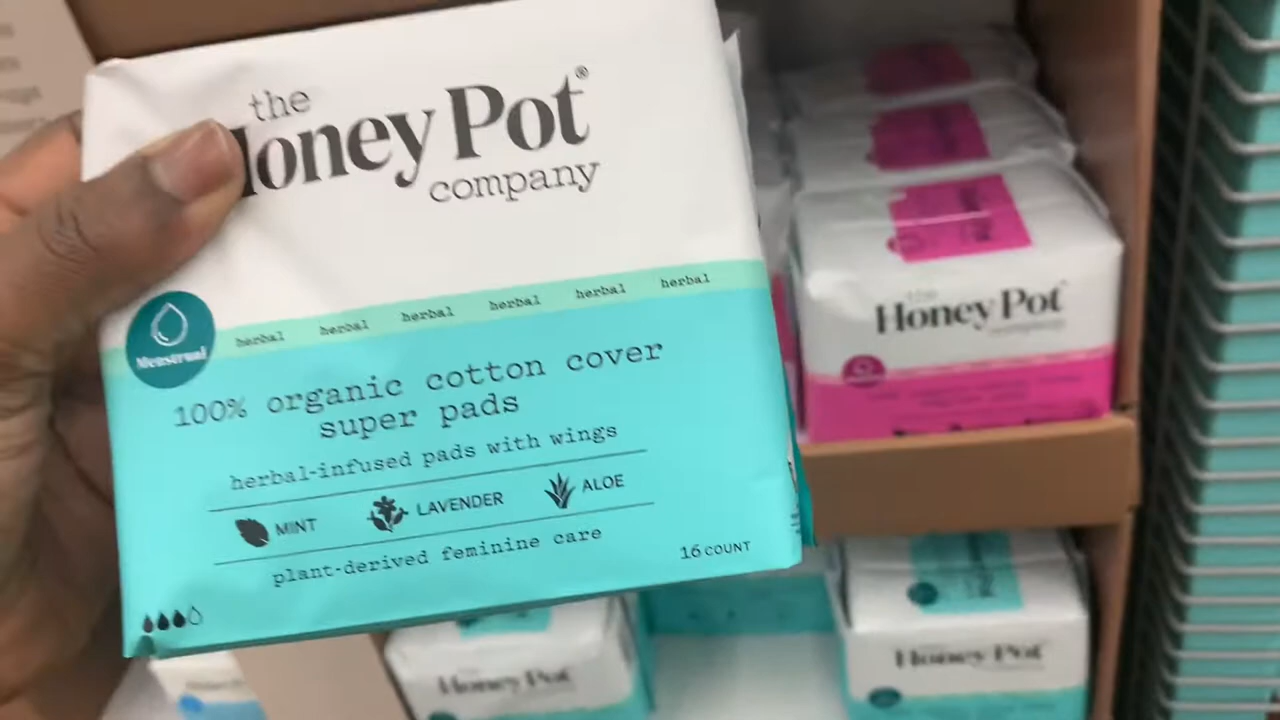 the
Honey Pot®
company
herbal herbal herbal herbal herbal herbal
Menstrual
100% organic cotton cover
super pads
herbal-infused pads with wings
MINT LAVENDER ALOE
plant-derived feminine care
16 COUNT
the
Honey Pot
company
Honey Pot
Honey Pot